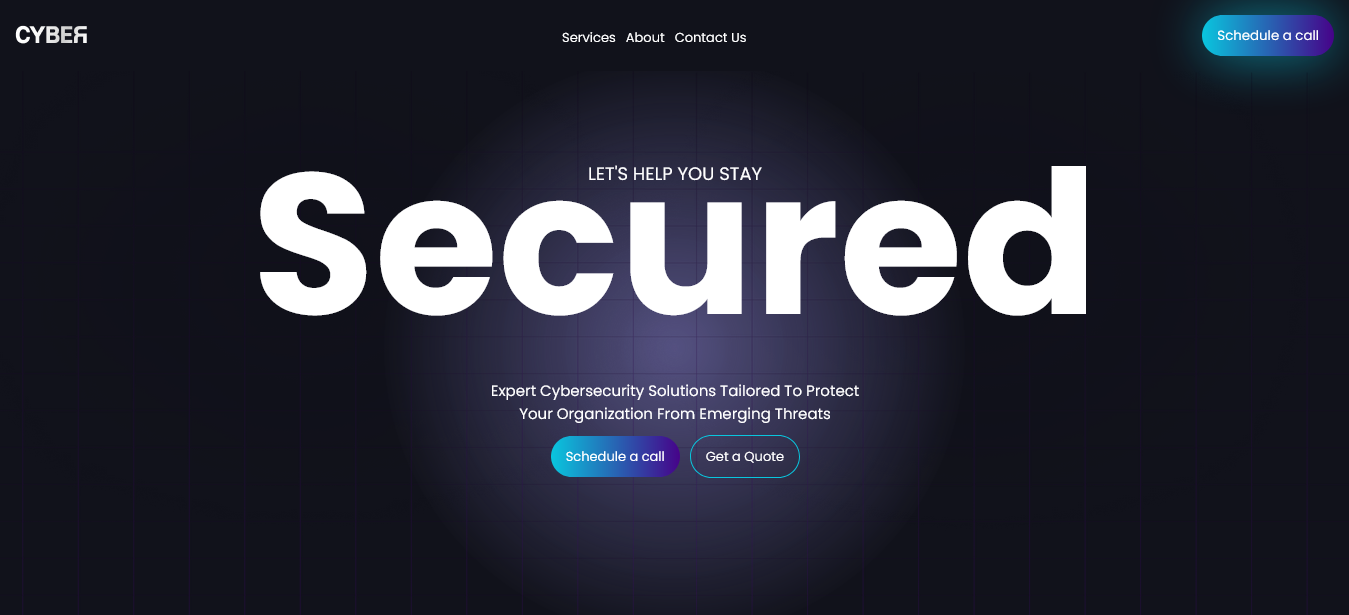 CYBEЯ
Services About Contact Us
Schedule a call
LET'S HELP YOU STAY
Secured
Expert Cybersecurity Solutions Tailored To Protect
Your Organization From Emerging Threats
Schedule a call
Get a Quote